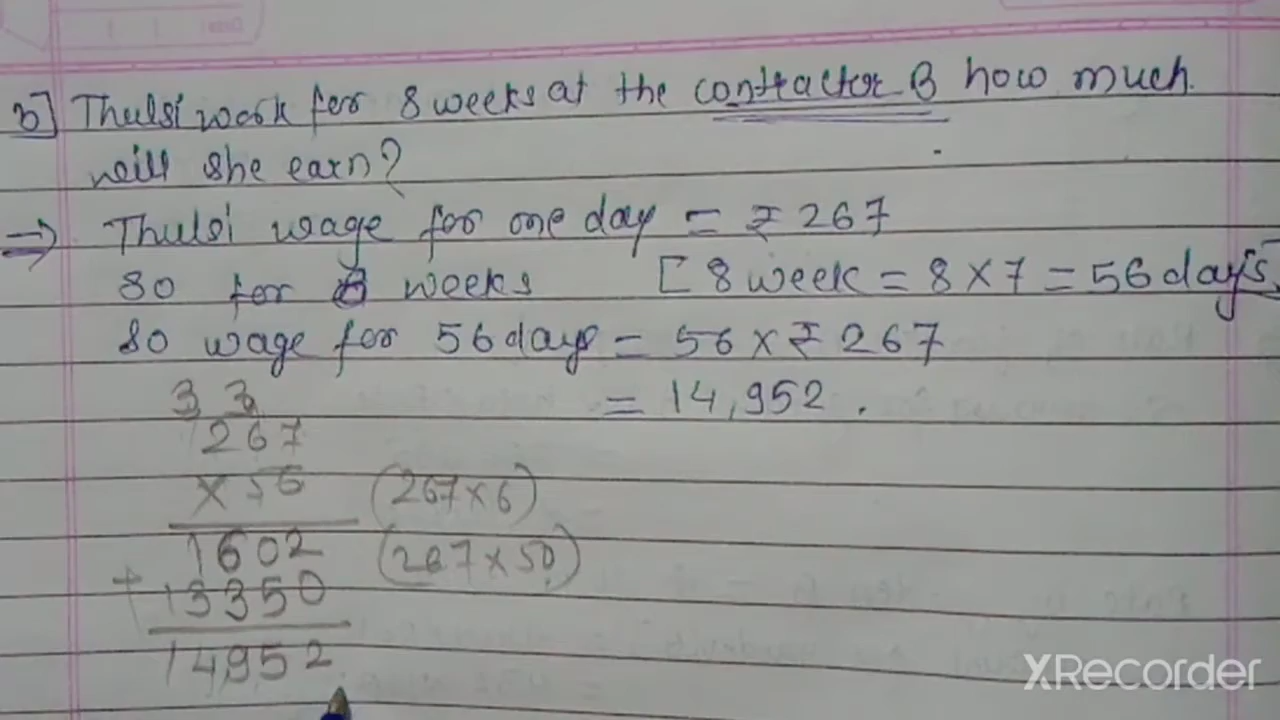 b] Thulsi work for 8 weeks at the contractor B how much
will she earn?
→ Thulsi wage for one day = ₹ 267
so for 8 weeks [ 8 week = 8 × 7 = 56 days]
so wage for 56 days = 56 × ₹ 267
= 14,952.
3 3
267
× 56 (267×6)
1602 (267×50)
+ 13350
14952
XRecorder